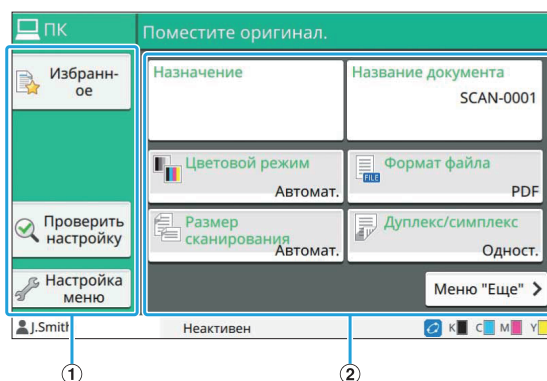 ПК
Поместите оригинал.
Избранн-
ое
Проверить
настройку
Настройка
меню
Назначение
Название документа
SCAN-0001
Цветовой режим
Автомат.
Формат файла
FILE
PDF
Размер
сканирования
Автомат.
Дуплекс/симплекс
Одност.
Меню "Еще"
J.Smith
Неактивен
K C M Y
1
2